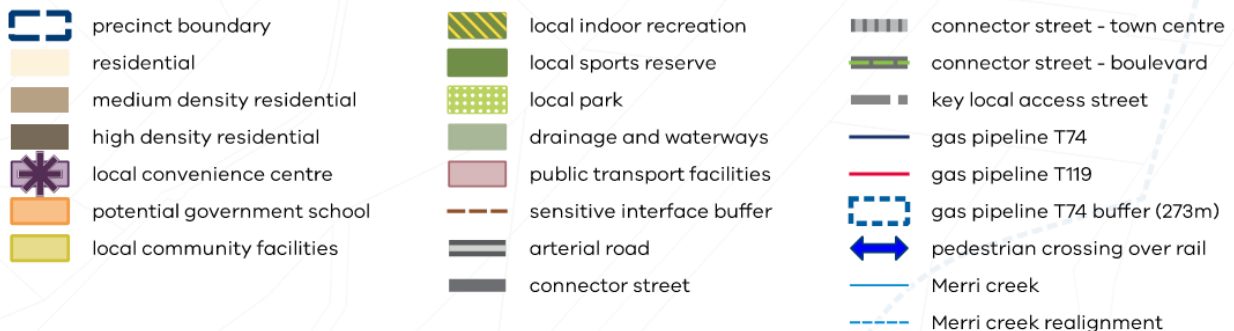 precinct boundary
residential
medium density residential
high density residential
local convenience centre
potential government school
local community facilities
local indoor recreation
local sports reserve
local park
drainage and waterways
public transport facilities
sensitive interface buffer
arterial road
connector street
connector street - town centre
connector street - boulevard
key local access street
gas pipeline T74
gas pipeline T119
gas pipeline T74 buffer (273m)
pedestrian crossing over rail
Merri creek
Merri creek realignment